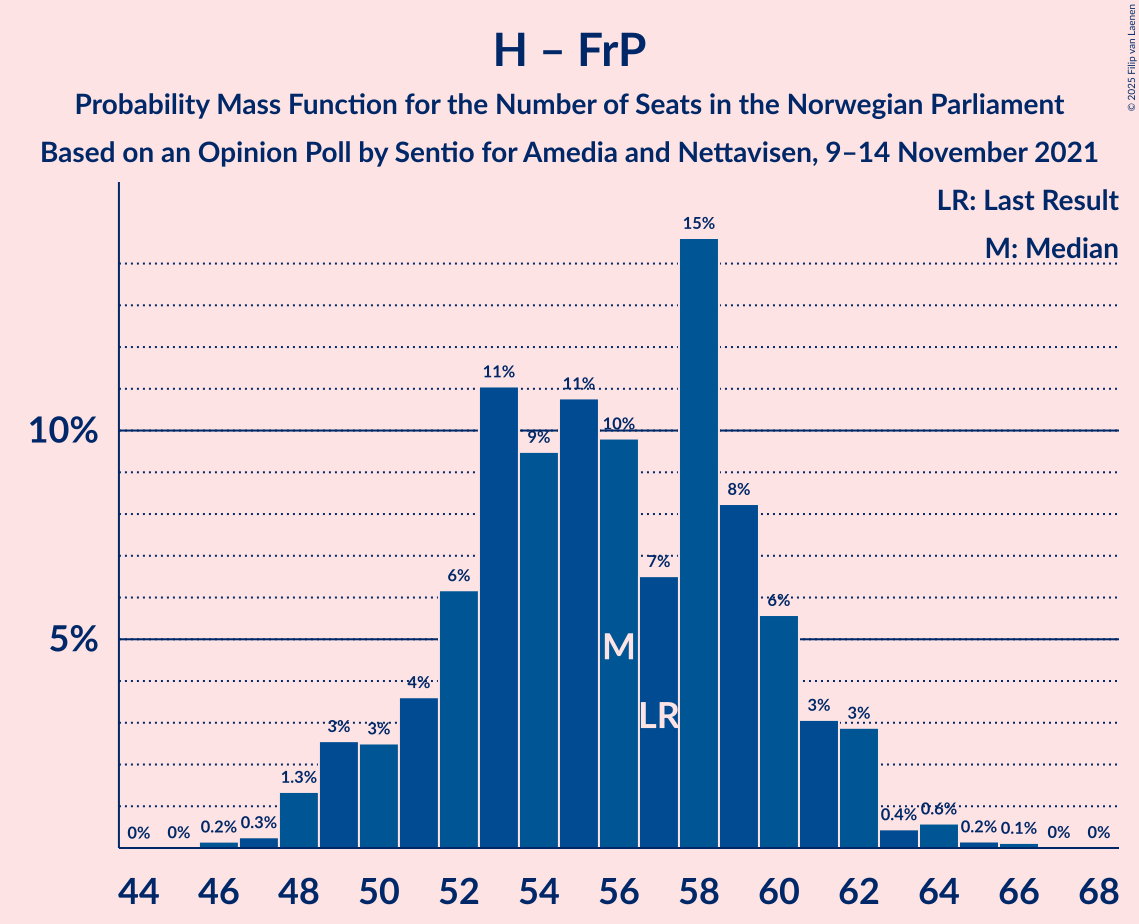 H – FrP
Probability Mass Function for the Number of Seats in the Norwegian Parliament
Based on an Opinion Poll by Sentio for Amedia and Nettavisen, 9–14 November 2021
© 2025 Filip van Laenen
LR: Last Result
M: Median
10%
5%
0% 0% 0.2% 0.3% 1.3% 3% 3% 4% 6% 11% 9% 11% 10% 7% 15% 8% 6% 3% 3% 0.4% 0.6% 0.2% 0.1% 0% 0%
M
LR
44 46 48 50 52 54 56 58 60 62 64 66 68